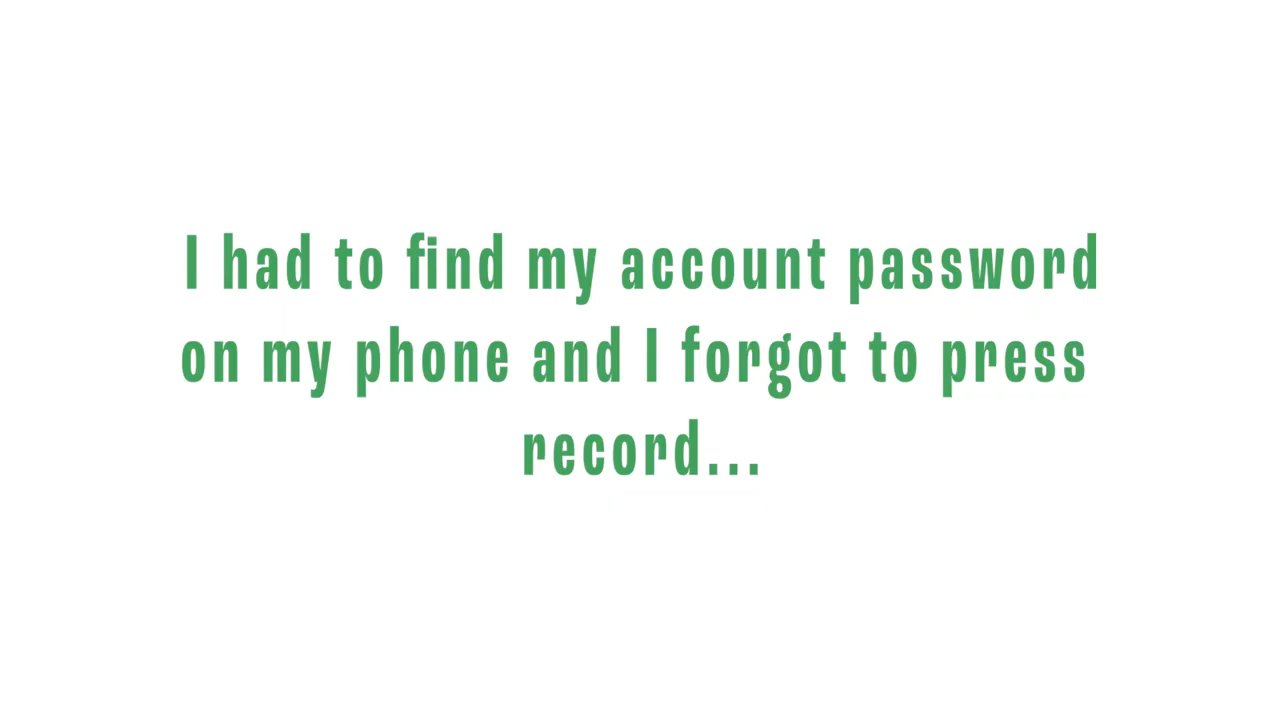 I had to find my account password
on my phone and I forgot to press
record...